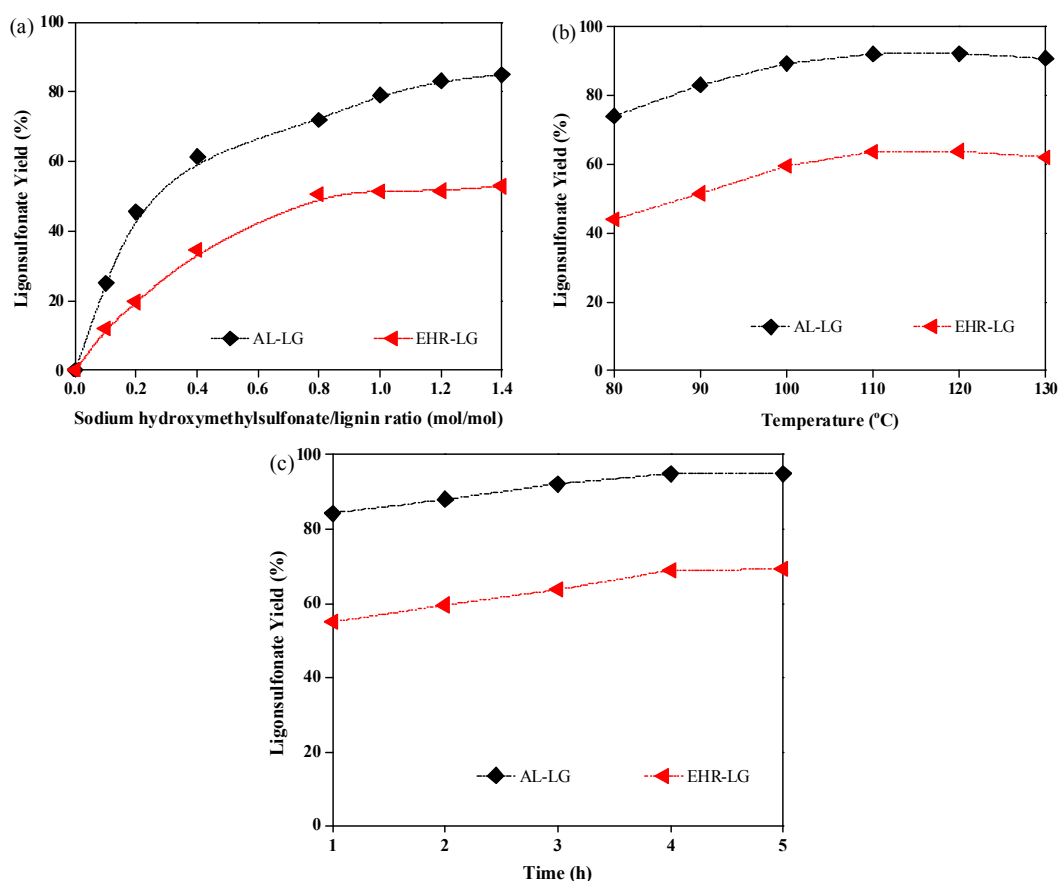 (a)
100
80
60
40
20
0
Ligonsulfonate Yield (%)
AL-LG
EHR-LG
0.0 0.2 0.4 0.6 0.8 1.0 1.2 1.4
Sodium hydroxymethylsulfonate/lignin ratio (mol/mol)
(b)
100
80
60
40
20
0
Ligonsulfonate Yield (%)
AL-LG
EHR-LG
80 90 100 110 120 130
Temperature (°C)
(c)
100
80
60
40
20
0
Ligonsulfonate Yield (%)
AL-LG
EHR-LG
1 2 3 4 5
Time (h)